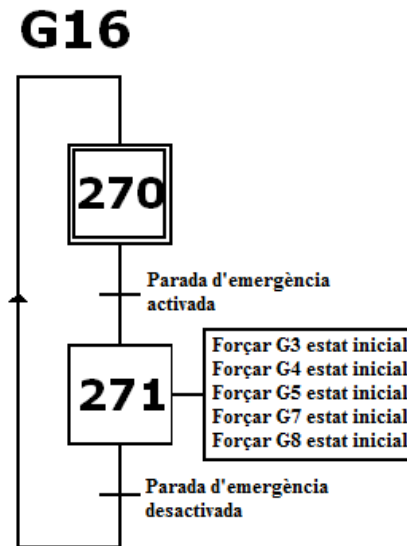 G16
270
Parada d'emergència
activada
271
Forçar G3 estat inicial
Forçar G4 estat inicial
Forçar G5 estat inicial
Forçar G7 estat inicial
Forçar G8 estat inicial
Parada d'emergència
desactivada